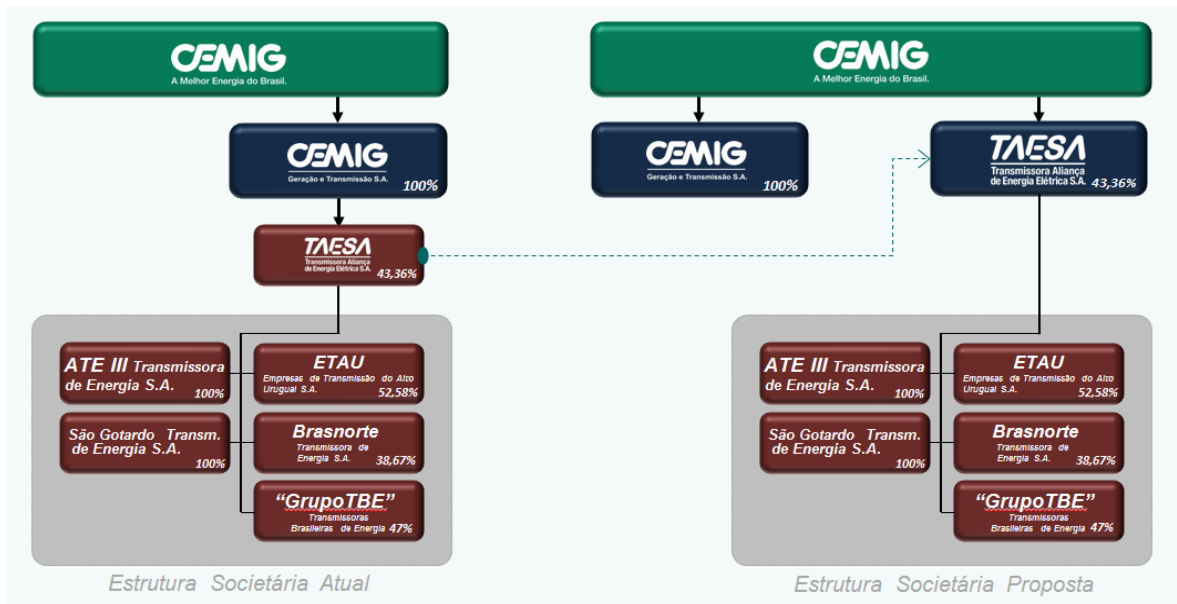 CEMIG
A Melhor Energia do Brasil.
CEMIG
Geração e Transmissão S.A.
100%
TAESA
Transmissora Aliança
de Energia Elétrica S.A.
43,36%
ATE III Transmissora
de Energia S.A.
100%
ETAU
Empresas de Transmissão do Alto
Urugual S.A.
52,58%
São Gotardo Transm.
de Energia S.A.
100%
Brasnorte
Transmissora de
Energia S.A.
38,67%
“GrupoTBE”
Transmissoras
Brasileiras de Energia 47%
Estrutura Societária Atual
CEMIG
A Melhor Energia do Brasil.
CEMIG
Geração e Transmissão S.A.
100%
TAESA
Transmissora Aliança
de Energia Elétrica S.A. 43,36%
ATE III Transmissora
de Energia S.A.
100%
ETAU
Empresas de Transmissão do Alto
Urugual S.A.
52,58%
São Gotardo Transm.
de Energia S.A.
100%
Brasnorte
Transmissora de
Energia S.A.
38,67%
“GrupoTBE”
Transmissoras
Brasileiras de Energia 47%
Estrutura Societária Proposta